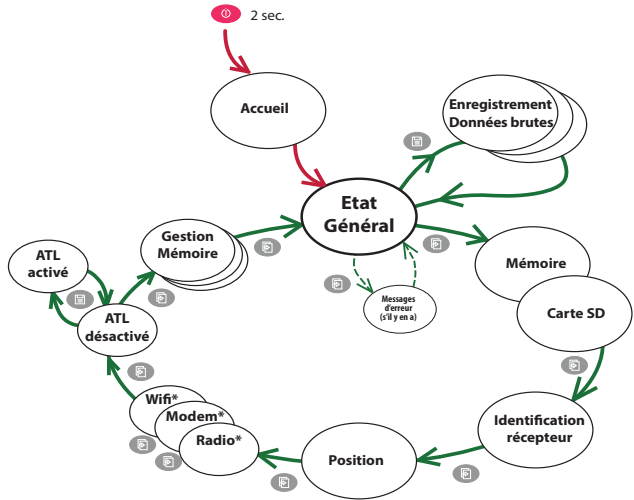 2 sec.
Accueil
Enregistrement
Données brutes
Etat
Général
Gestion
Mémoire
ATL
activé
Mémoire
Messages
d'erreur
(s'il y en a)
ATL
désactivé
Carte SD
Wifi*
Modem*
Radio*
Identification
récepteur
Position